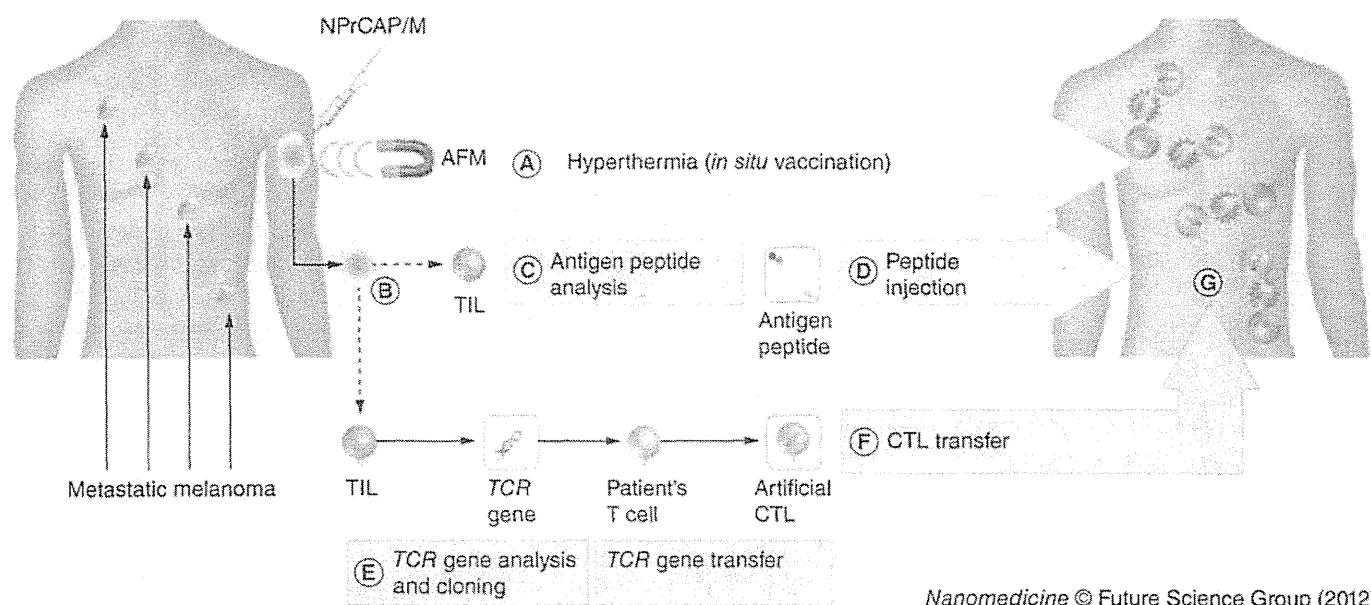 NPrCAP/M
AFM
A Hyperthermia (in situ vaccination)
B
TIL
C Antigen peptide
analysis
Antigen
peptide
D Peptide
injection
G
Metastatic melanoma
TIL
TCR
gene
Patient's
T cell
Artificial
CTL
F CTL transfer
E TCR gene analysis
and cloning
TCR gene transfer
Nanomedicine © Future Science Group (2012